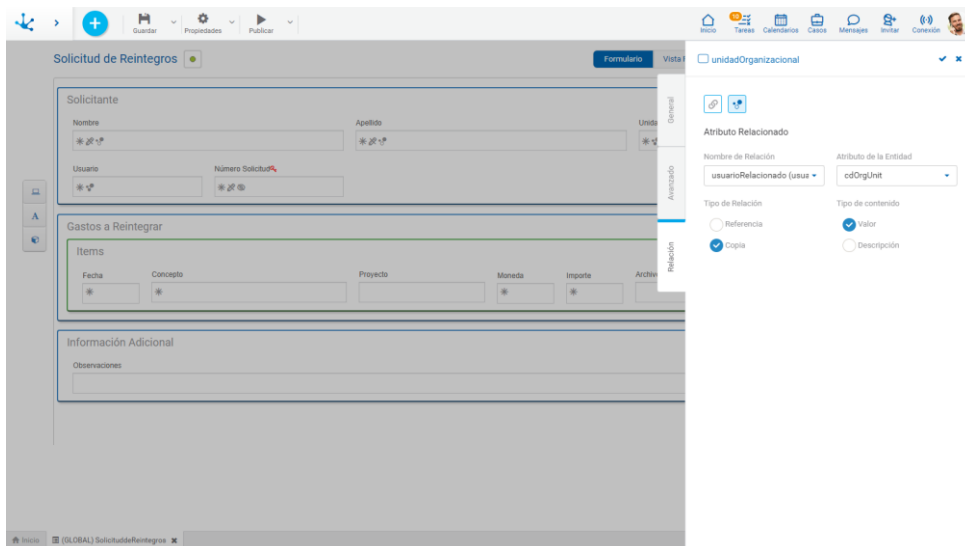 Guardar
Propiedades
Publicar
Inicio
10
Tareas
Calendarios
Casos
Mensajes
Invitar
Conexión
Solicitud de Reintegros
Formulario
Vista
unidadOrganizacional
Solicitante
Nombre
Apellido
Unida
Usuario
Número Solicitud
A
Gastos a Reintegrar
Items
Fecha
Concepto
Proyecto
Moneda
Importe
Archiv
Información Adicional
Observaciones
General
Avanzado
Relación
Atributo Relacionado
Nombre de Relación
Atributo de la Entidad
usuarioRelacionado (usua
cdOrgUnit
Tipo de Relación
Tipo de contenido
Referencia
Valor
Copia
Descripción
Inicio
(GLOBAL) SolicituddeReintegros